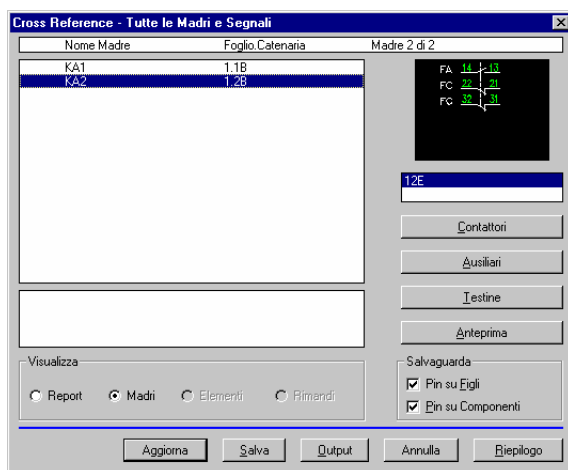 Cross Reference - Tutte le Madri e Segnali
Nome Madre Foglio.Catenaria Madre 2 di 2
KA1 1.1B
KA2 1.2B
FA 14 13
FC 22 21
FC 32 31
12E
Contattori
Ausiliari
Testine
Anteprima
Visualizza
Report Madri Elementi Rimandi
Salvaguarda
Pin su Figli
Pin su Componenti
Aggiorna Salva Output Annulla Riepilogo